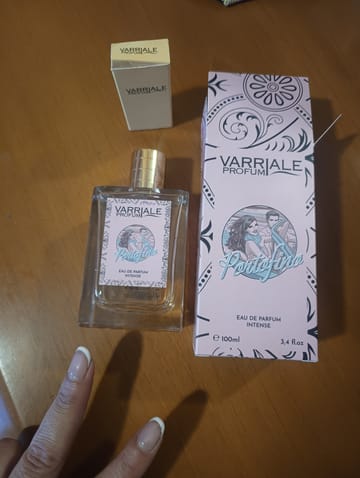 VARRIALE
VARRIALE
PROFUMI
Portofino
EAU DE PARFUM
INTENSE
VARRIALE
PROFUMI
Portofino
EAU DE PARFUM
INTENSE
℮ 100ml
3,4 fl.oz